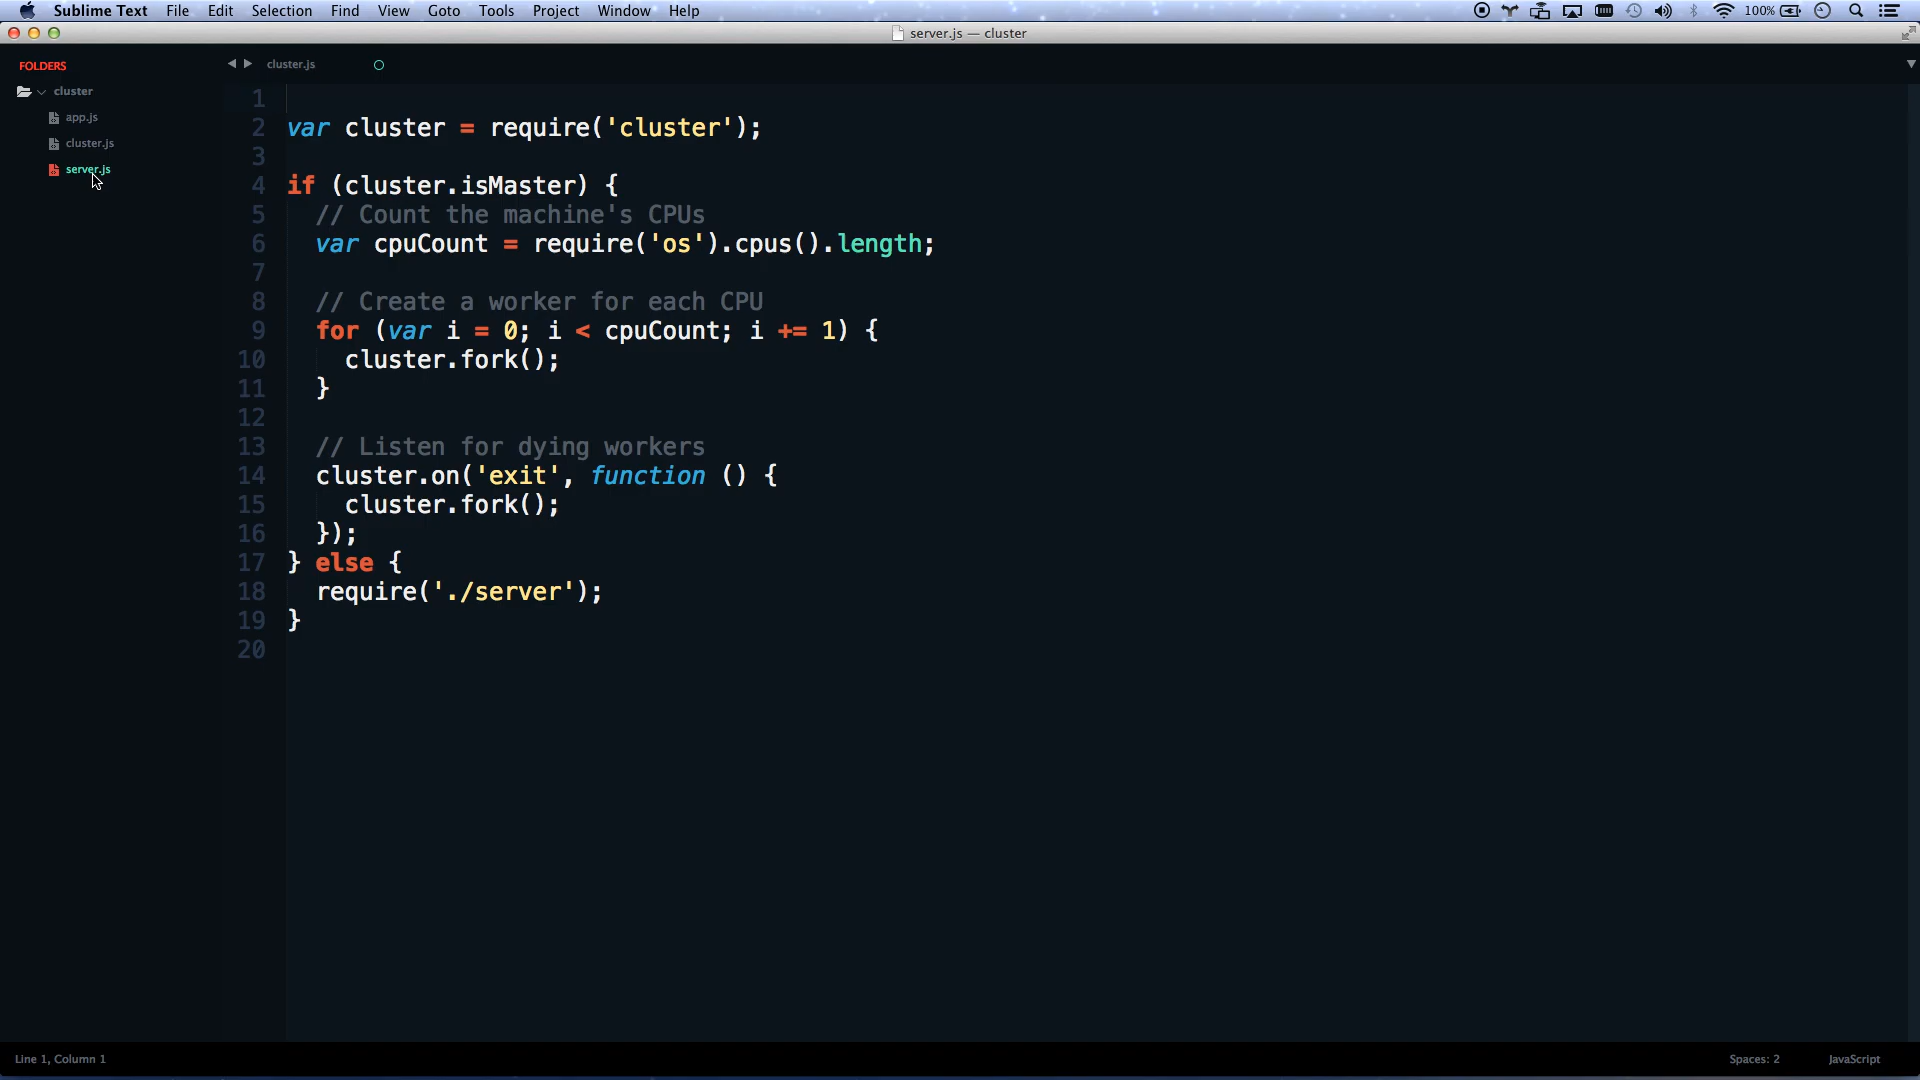 Sublime Text File Edit Selection Find View Goto Tools Project Window Help 100%
server.js — cluster
FOLDERS
cluster
app.js
cluster.js
server.js
cluster.js
1
2 var cluster = require('cluster');
3
4 if (cluster.isMaster) {
5 // Count the machine's CPUs
6 var cpuCount = require('os').cpus().length;
7
8 // Create a worker for each CPU
9 for (var i = 0; i < cpuCount; i += 1) {
10 cluster.fork();
11 }
12
13 // Listen for dying workers
14 cluster.on('exit', function () {
15 cluster.fork();
16 });
17 } else {
18 require('./server');
19 }
20
Line 1, Column 1 Spaces: 2 JavaScript